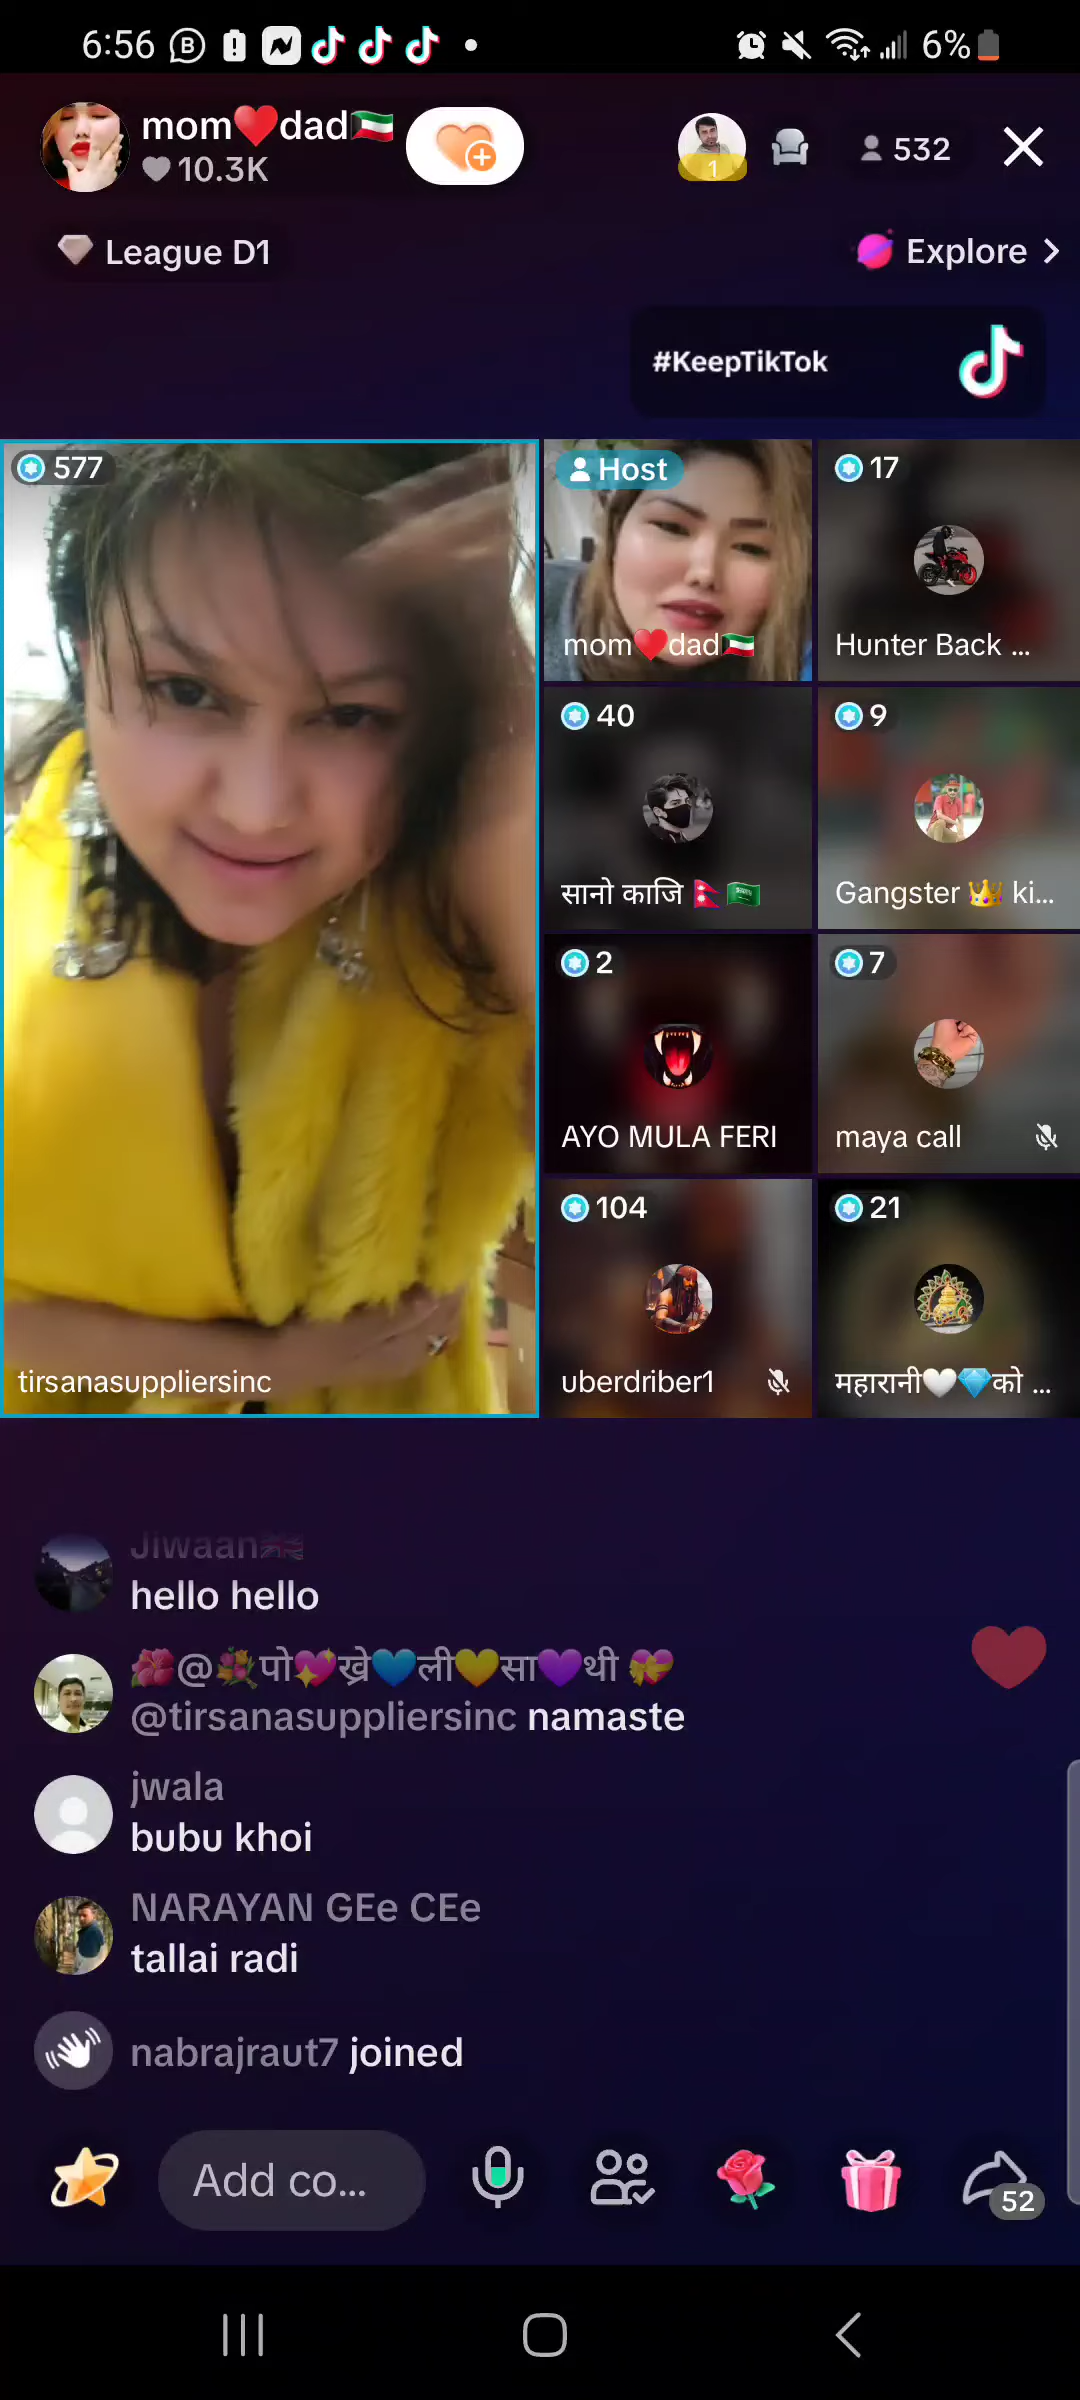 6:56
6%
mom❤️dad🇰🇼
10.3K
1
532
League D1
Explore
#KeepTikTok
577
Host
17
mom❤️dad🇰🇼
Hunter Back ...
40
9
सानो काजि 🇳🇵🇸🇦
Gangster 👑 ki...
2
7
AYO MULA FERI
maya call
104
21
tirsanasuppliersinc
uberdriber1
महारानी🤍💎को ...
Jiwaan🇬🇧
hello hello
🌺@💐पो💖ख्रे💙ली💛सा💜थी 💝
@tirsanasuppliersinc namaste
jwala
bubu khoi
NARAYAN GEe CEe
tallai radi
nabrajraut7 joined
Add co...
52